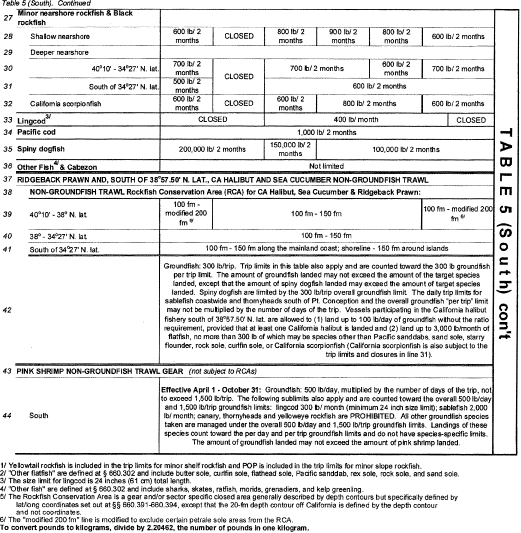 Table 5 (South). Continued
27 Minor nearshore rockfish & Black rockfish
28 Shallow nearshore 600 lb/ 2 months CLOSED 800 lb/ 2 months 900 lb/ 2 months 800 lb/ 2 months 600 lb/ 2 months
29 Deeper nearshore
30 40°10' - 34°27' N. lat. 700 lb/ 2 months CLOSED 700 lb/ 2 months 600 lb/ 2 months 700 lb/ 2 months
31 South of 34°27' N. lat. 500 lb/ 2 months 600 lb/ 2 months
32 California scorpionfish 600 lb/ 2 months CLOSED 600 lb/ 2 months 800 lb/ 2 months 600 lb/ 2 months
33 Lingcod 3/ CLOSED 400 lb/ month CLOSED
34 Pacific cod 1,000 lb/ 2 months
35 Spiny dogfish 200,000 lb/ 2 months 150,000 lb/ 2 months 100,000 lb/ 2 months
36 Other Fish 4/ & Cabezon Not limited
37 RIDGEBACK PRAWN AND, SOUTH OF 38°57.50' N. LAT., CA HALIBUT AND SEA CUCUMBER NON-GROUNDFISH TRAWL
38 NON-GROUNDFISH TRAWL Rockfish Conservation Area (RCA) for CA Halibut, Sea Cucumber & Ridgeback Prawn:
39 40°10' - 38° N. lat. 100 fm - modified 200 fm 6/ 100 fm - 150 fm 100 fm - modified 200 fm 6/
40 38° - 34°27' N. lat. 100 fm - 150 fm
41 South of 34°27' N. lat. 100 fm - 150 fm along the mainland coast; shoreline - 150 fm around islands
42 Groundfish: 300 lb/trip. Trip limits in this table also apply and are counted toward the 300 lb groundfish
per trip limit. The amount of groundfish landed may not exceed the amount of the target species
landed, except that the amount of spiny dogfish landed may exceed the amount of target species
landed. Spiny dogfish are limited by the 300 lb/trip overall groundfish limit. The daily trip limits for
sablefish coastwide and thornyheads south of Pt. Conception and the overall groundfish "per trip" limit
may not be multiplied by the number of days of the trip. Vessels participating in the California halibut
fishery south of 38°57.50' N. lat. are allowed to (1) land up to 100 lb/day of groundfish without the ratio
requirement, provided that at least one California halibut is landed and (2) land up to 3,000 lb/month of
flatfish, no more than 300 lb of which may be species other than Pacific sanddabs, sand sole, starry
flounder, rock sole, curlfin sole, or California scorpionfish (California scorpionfish is also subject to the
trip limits and closures in line 31).
43 PINK SHRIMP NON-GROUNDFISH TRAWL GEAR (not subject to RCAs)
44 South Effective April 1 - October 31: Groundfish: 500 lb/day, multiplied by the number of days of the trip, not
to exceed 1,500 lb/trip. The following sublimits also apply and are counted toward the overall 500 lb/day
and 1,500 lb/trip groundfish limits: lingcod 300 lb/ month (minimum 24 inch size limit); sablefish 2,000
lb/ month; canary, thornyheads and yelloweye rockfish are PROHIBITED. All other groundfish species
taken are managed under the overall 500 lb/day and 1,500 lb/trip groundfish limits. Landings of these
species count toward the per day and per trip groundfish limits and do not have species-specific limits.
The amount of groundfish landed may not exceed the amount of pink shrimp landed.
TABLE 5 (South) con't
1/ Yellowtail rockfish is included in the trip limits for minor shelf rockfish and POP is included in the trip limits for minor slope rockfish.
2/ "Other flatfish" are defined at § 660.302 and include butter sole, curlfin sole, flathead sole, Pacific sanddab, rex sole, rock sole, and sand sole.
3/ The size limit for lingcod is 24 inches (61 cm) total length.
4/ "Other fish" are defined at § 660.302 and include sharks, skates, ratfish, morids, grenadiers, and kelp greenling.
5/ The Rockfish Conservation Area is a gear and/or sector specific closed area generally described by depth contours but specifically defined by
lat/long coordinates set out at §§ 660.391-660.394, except that the 20-fm depth contour off California is defined by the depth contour
and not coordinates.
6/ The "modified 200 fm" line is modified to exclude certain petrale sole areas from the RCA.
To convert pounds to kilograms, divide by 2.20462, the number of pounds in one kilogram.